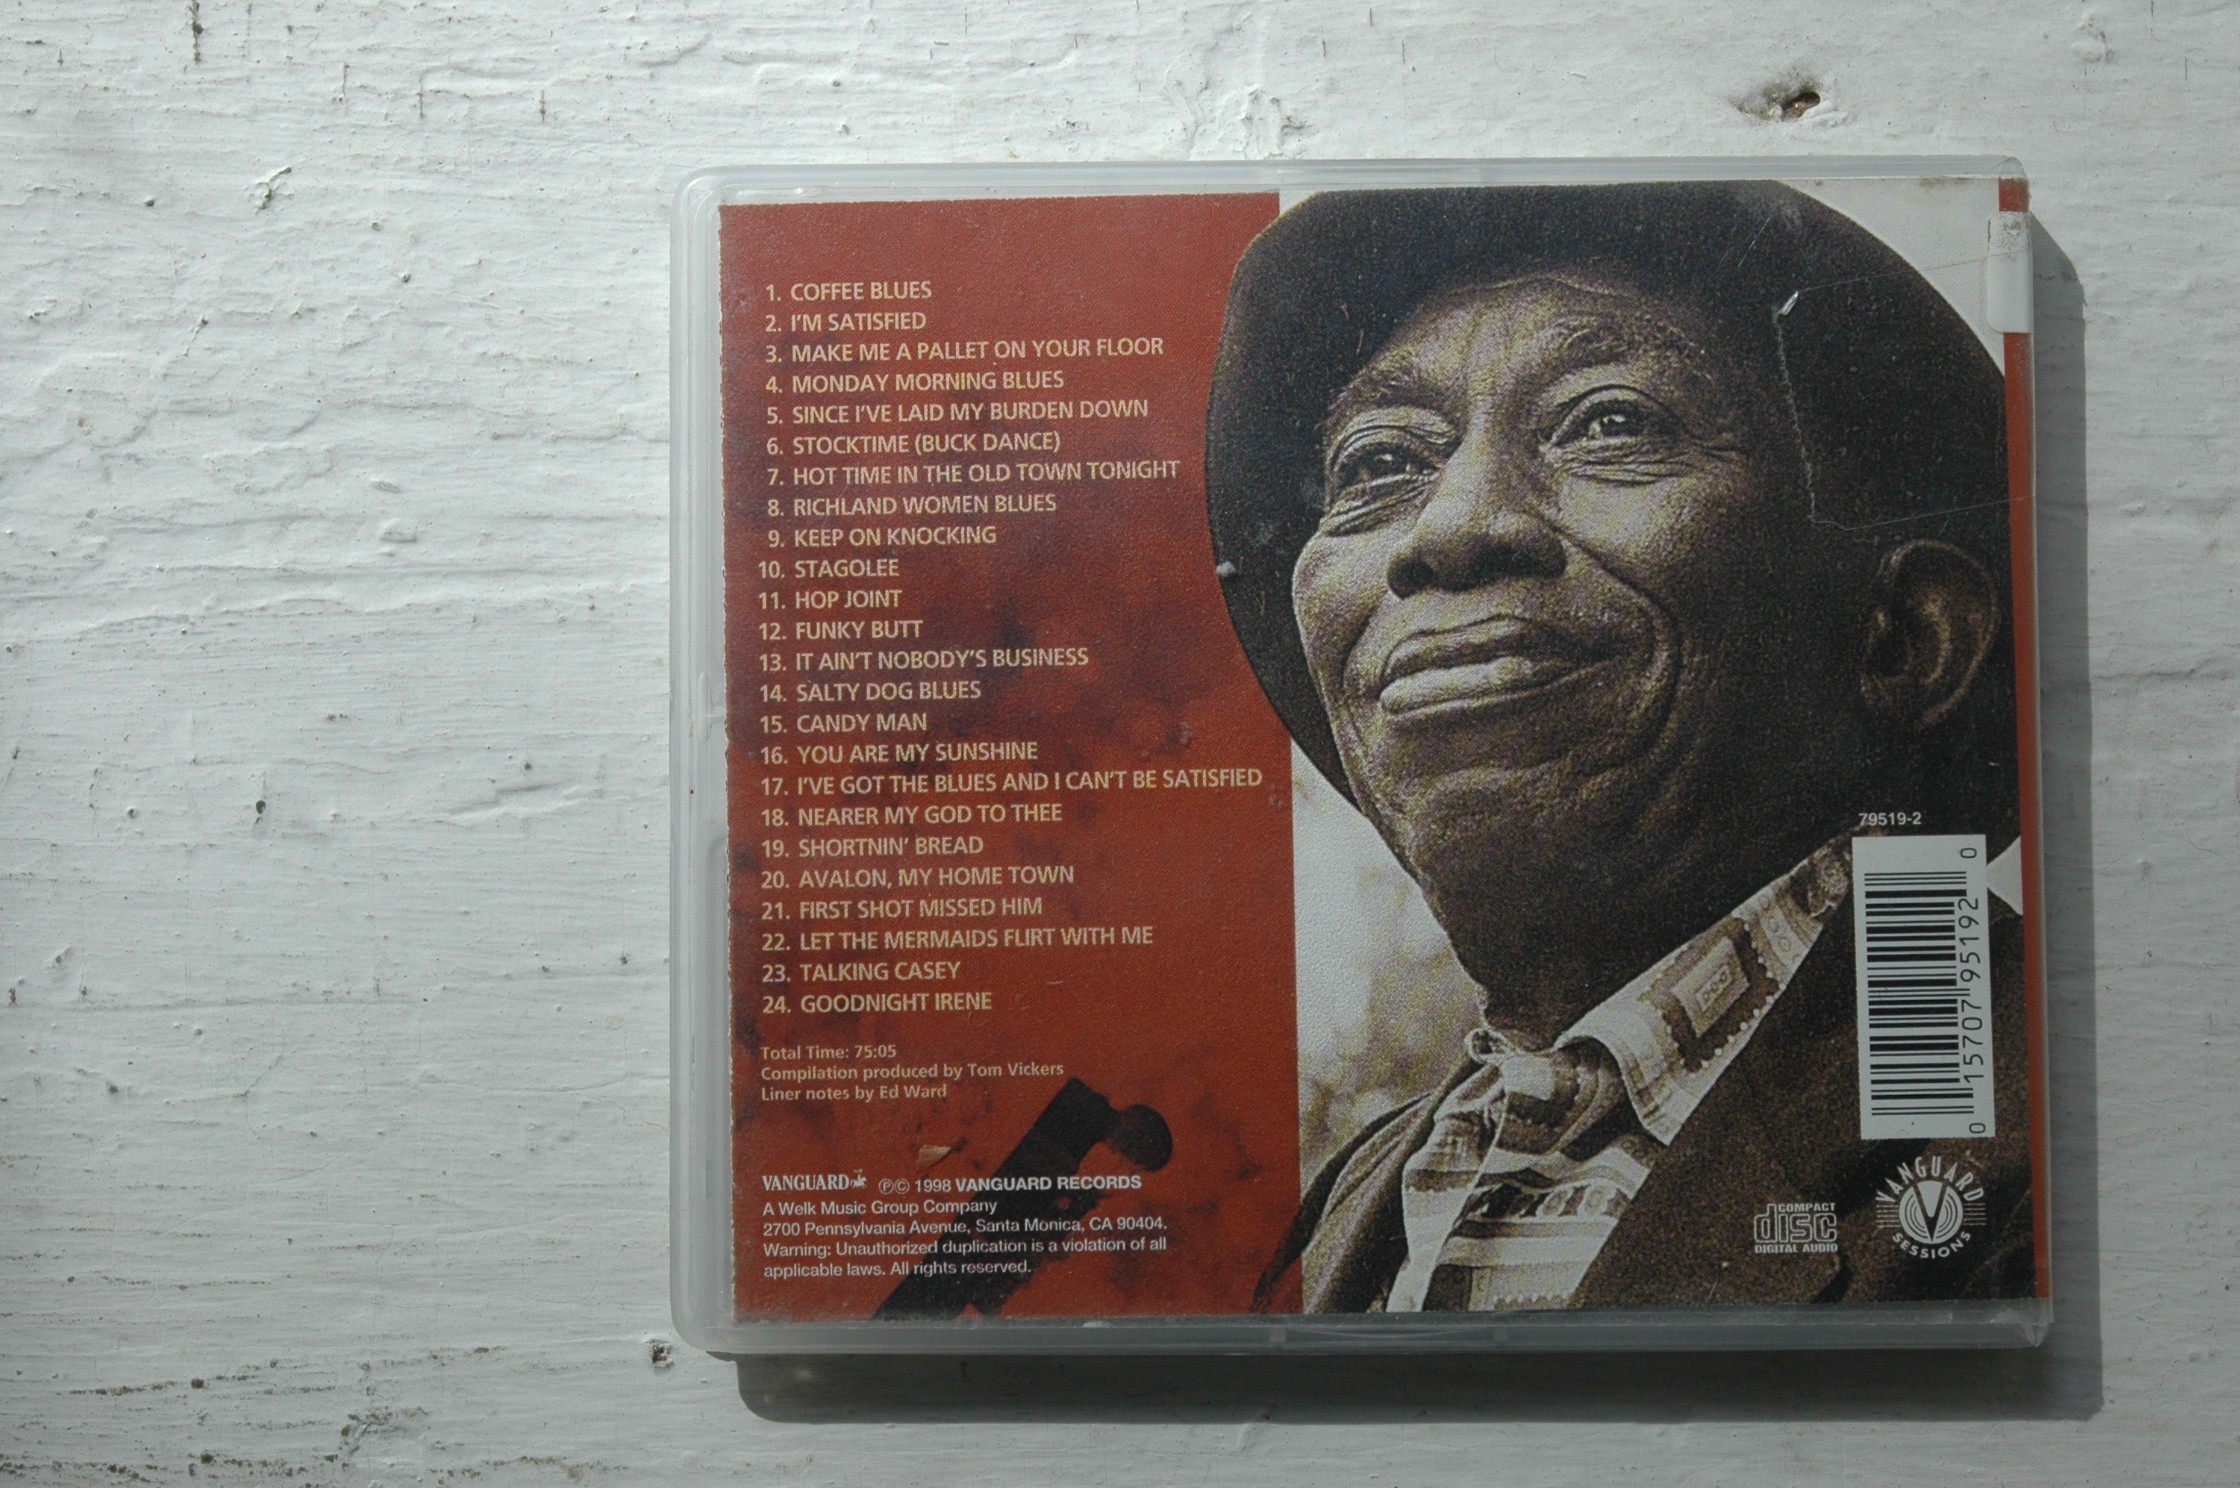 1. COFFEE BLUES
2. I'M SATISFIED
3. MAKE ME A PALLET ON YOUR FLOOR
4. MONDAY MORNING BLUES
5. SINCE I'VE LAID MY BURDEN DOWN
6. STOCKTIME (BUCK DANCE)
7. HOT TIME IN THE OLD TOWN TONIGHT
8. RICHLAND WOMEN BLUES
9. KEEP ON KNOCKING
10. STAGOLEE
11. HOP JOINT
12. FUNKY BUTT
13. IT AIN'T NOBODY'S BUSINESS
14. SALTY DOG BLUES
15. CANDY MAN
16. YOU ARE MY SUNSHINE
17. I'VE GOT THE BLUES AND I CAN'T BE SATISFIED
18. NEARER MY GOD TO THEE
19. SHORTNIN' BREAD
20. AVALON, MY HOME TOWN
21. FIRST SHOT MISSED HIM
22. LET THE MERMAIDS FLIRT WITH ME
23. TALKING CASEY
24. GOODNIGHT IRENE
Total Time: 75:05
Compilation produced by Tom Vickers
Liner notes by Ed Ward
VANGUARD ℗© 1998 VANGUARD RECORDS
A Welk Music Group Company
2700 Pennsylvania Avenue, Santa Monica, CA 90404.
Warning: Unauthorized duplication is a violation of all
applicable laws. All rights reserved.
79519-2
0 15707 95192 0
COMPACT
disc
DIGITAL AUDIO
VANGUARD
V
SESSIONS